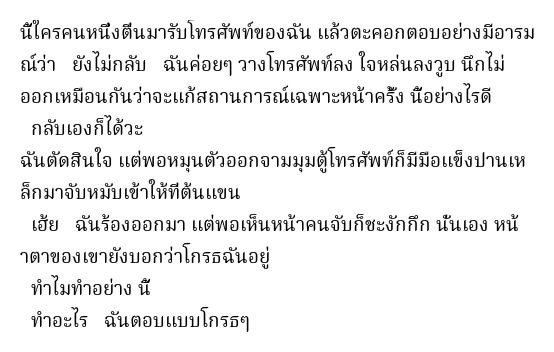 นี้ใครคนหนึ่งตื่นมารับโทรศัพท์ของฉัน แล้วตะคอกตอบอย่างมีอารม
ณ์ว่า ยังไม่กลับ ฉันค่อยๆ วางโทรศัพท์ลง ใจหล่นลงวูบ นึกไม่
ออกเหมือนกันว่าจะแก้สถานการณ์เฉพาะหน้าครั้ง นี้อย่างไรดี
กลับเองก็ได้วะ
ฉันตัดสินใจ แต่พอหมุนตัวออกจามมุมตู้โทรศัพท์ก็มีมือแข็งปานเห
ล็กมาจับหมับเข้าให้ที่ต้นแขน
เฮ้ย ฉันร้องออกมา แต่พอเห็นหน้าคนจับก็ชะงักกึก นั่นเอง หน้
าตาของเขายังบอกว่าโกรธฉันอยู่
ทำไมทำอย่าง นี้
ทำอะไร ฉันตอบแบบโกรธๆ